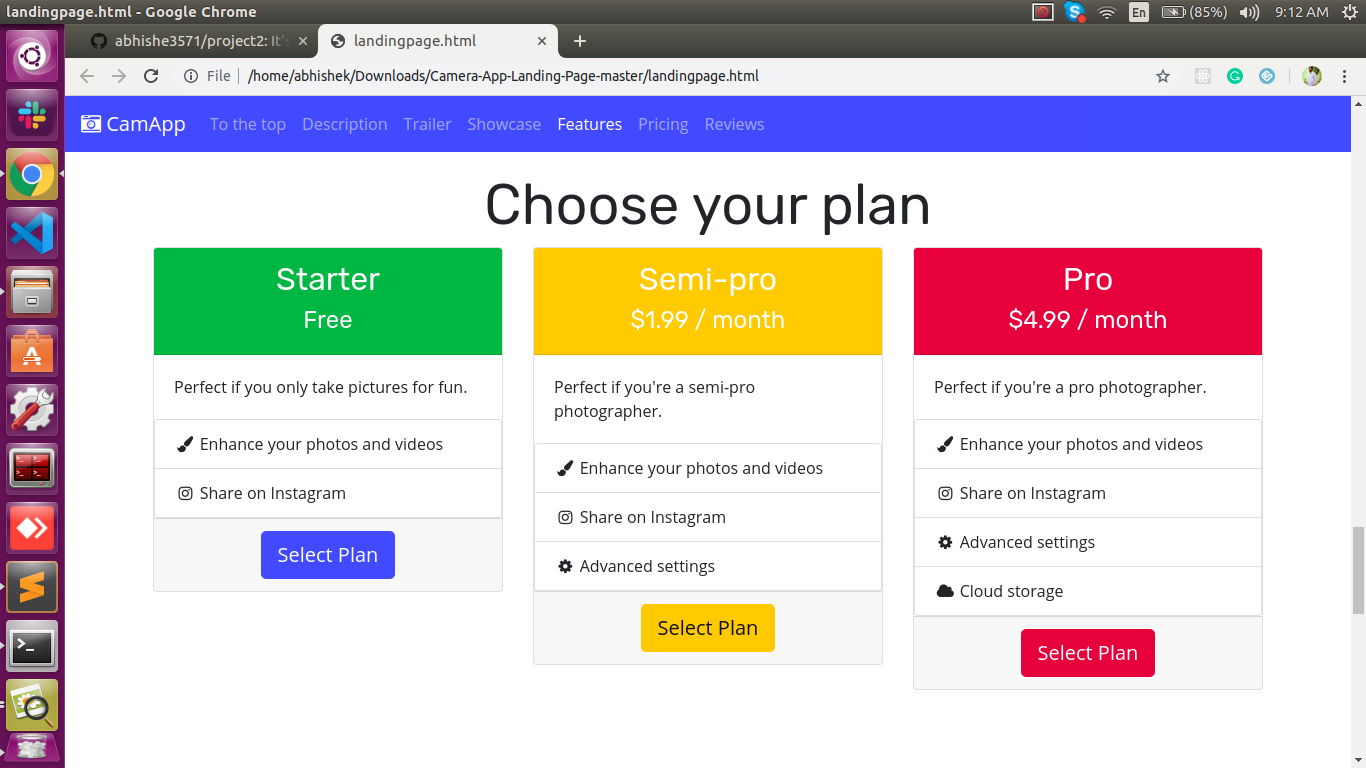 landingpage.html - Google Chrome
En (85%) 9:12 AM
abhishe3571/project2: It's
landingpage.html
File /home/abhishek/Downloads/Camera-App-Landing-Page-master/landingpage.html
CamApp To the top Description Trailer Showcase Features Pricing Reviews
Choose your plan
Starter
Free
Perfect if you only take pictures for fun.
Enhance your photos and videos
Share on Instagram
Select Plan
Semi-pro
$1.99 / month
Perfect if you're a semi-pro
photographer.
Enhance your photos and videos
Share on Instagram
Advanced settings
Select Plan
Pro
$4.99 / month
Perfect if you're a pro photographer.
Enhance your photos and videos
Share on Instagram
Advanced settings
Cloud storage
Select Plan